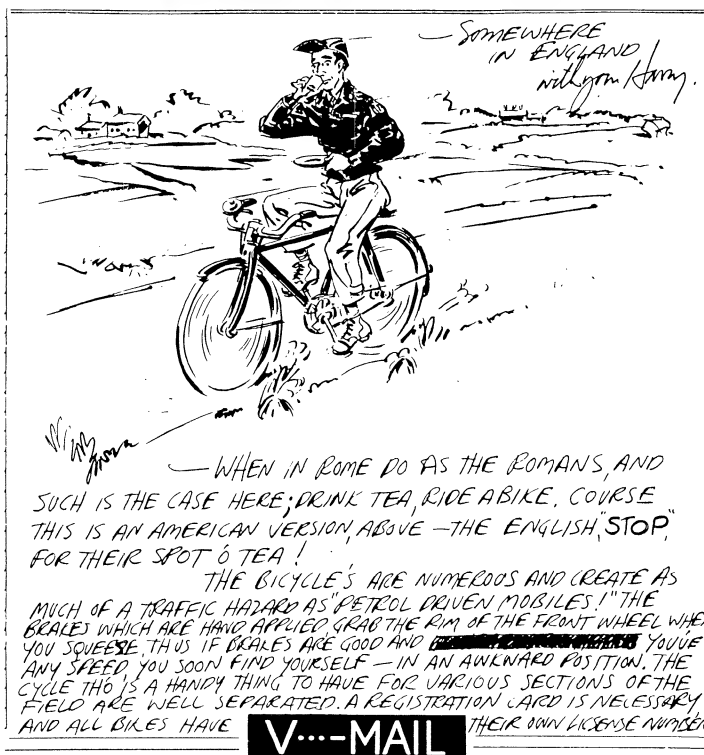 — SOMEWHERE
IN ENGLAND
with your Harry.
— WHEN IN ROME DO AS THE ROMANS, AND
SUCH IS THE CASE HERE; DRINK TEA, RIDE A BIKE. COURSE
THIS IS AN AMERICAN VERSION, ABOVE — THE ENGLISH, "STOP",
FOR THEIR SPOT O' TEA!
THE BICYCLE'S ARE NUMEROUS AND CREATE AS
MUCH OF A TRAFFIC HAZARD AS "PETROL DRIVEN MOBILES!" THE
BRAKES WHICH ARE HAND APPLIED GRAB THE RIM OF THE FRONT WHEEL WHE
YOU SQUEESE. THUS IF BRAKES ARE GOOD AND YOU'VE
ANY SPEED, YOU SOON FIND YOURSELF — IN AN AWKWARD POSITION. THE
CYCLE THO' IS A HANDY THING TO HAVE FOR VARIOUS SECTIONS OF THE
FIELD ARE WELL SEPARATED. A REGISTRATION CARD IS NECESSARY
AND ALL BIKES HAVE THEIR OWN LICSENSE NUMBER
V···-MAIL